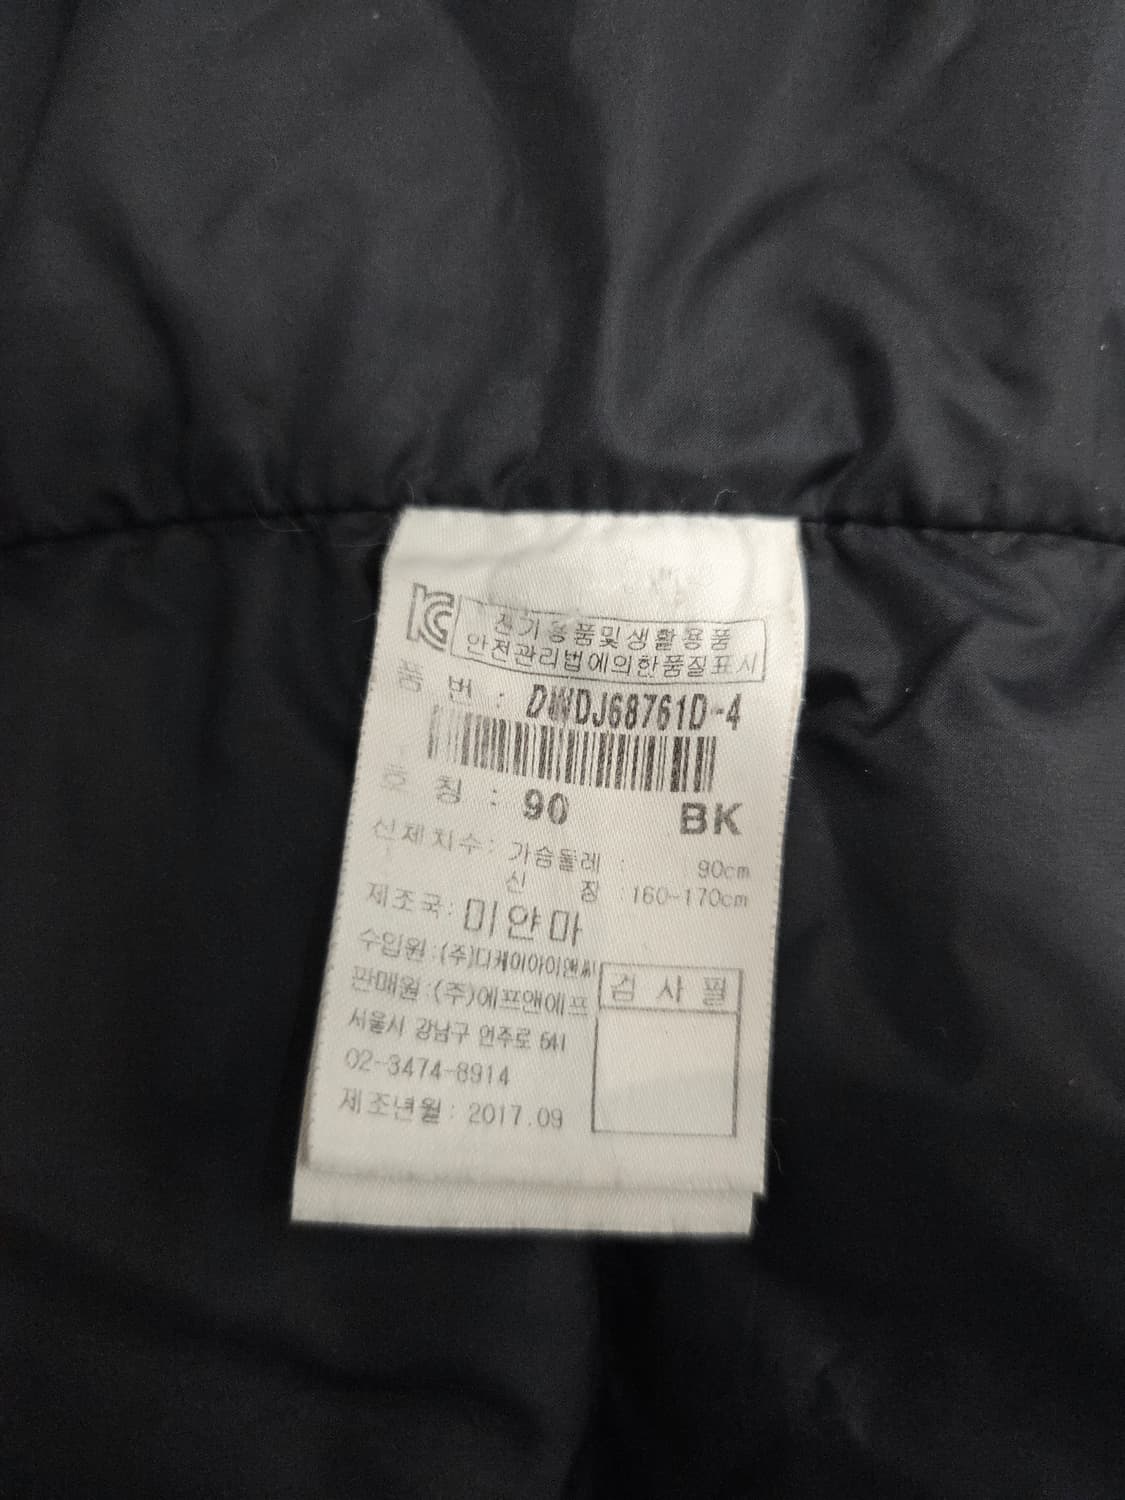 전기용품및생활용품
안전관리법에의한품질표시
품 번 : DWDJ68761D-4
호 칭 : 90 BK
신체치수: 가슴둘레 : 90cm
신 장 : 160-170cm
제조국: 미얀마
수입원 : (주)디케이아이앤씨
판매원 : (주)에프앤에프
검 사 필
서울시 강남구 언주로 541
02-3474-8914
제조년월 : 2017.09